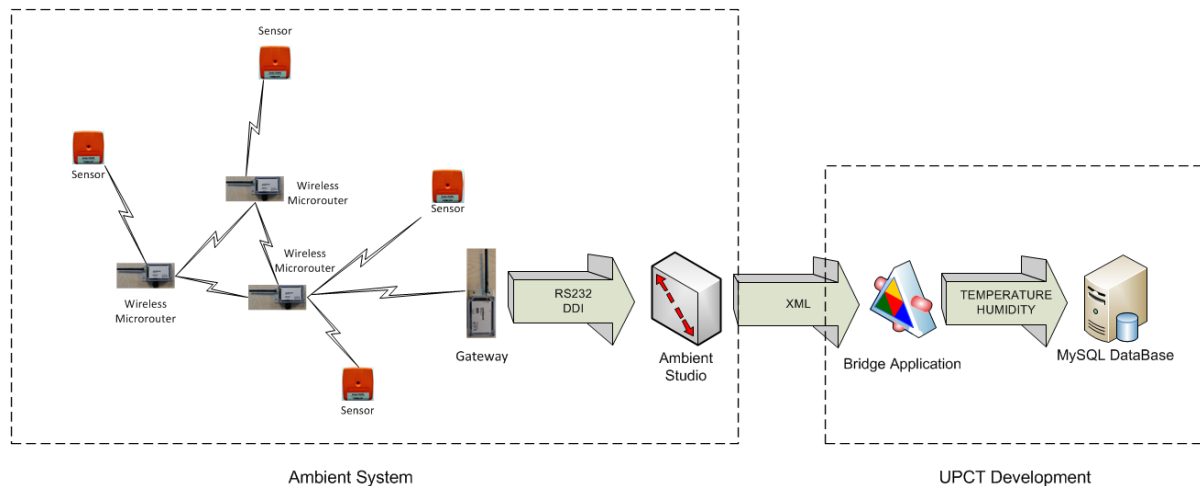 Sensor
Sensor
Wireless
Microrouter
Sensor
Wireless
Microrouter
Wireless
Microrouter
Gateway
Sensor
RS232
DDI
Ambient
Studio
XML
Bridge Application
TEMPERATURE
HUMIDITY
MySQL DataBase
Ambient System
UPCT Development